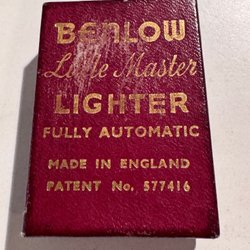 BENLOW
Little Master
LIGHTER
FULLY AUTOMATIC
MADE IN ENGLAND
PATENT No. 577416